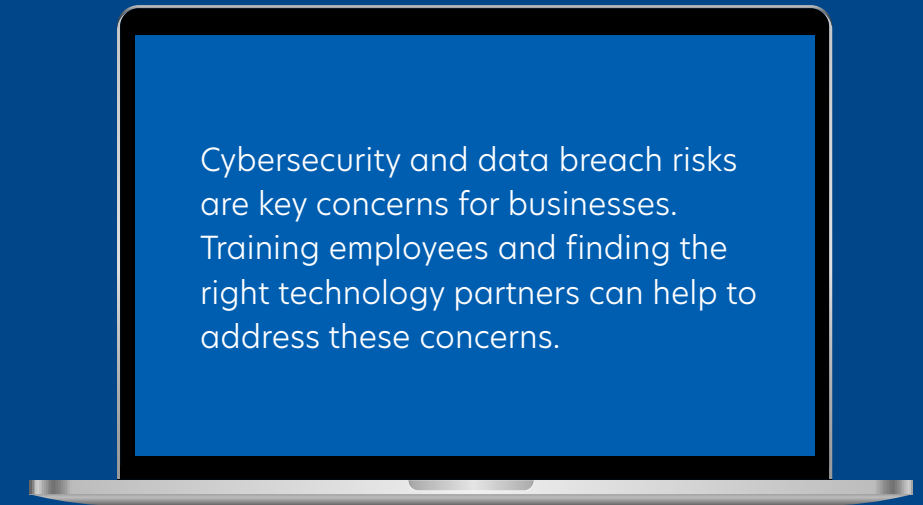 Cybersecurity and data breach risks
are key concerns for businesses.
Training employees and finding the
right technology partners can help to
address these concerns.